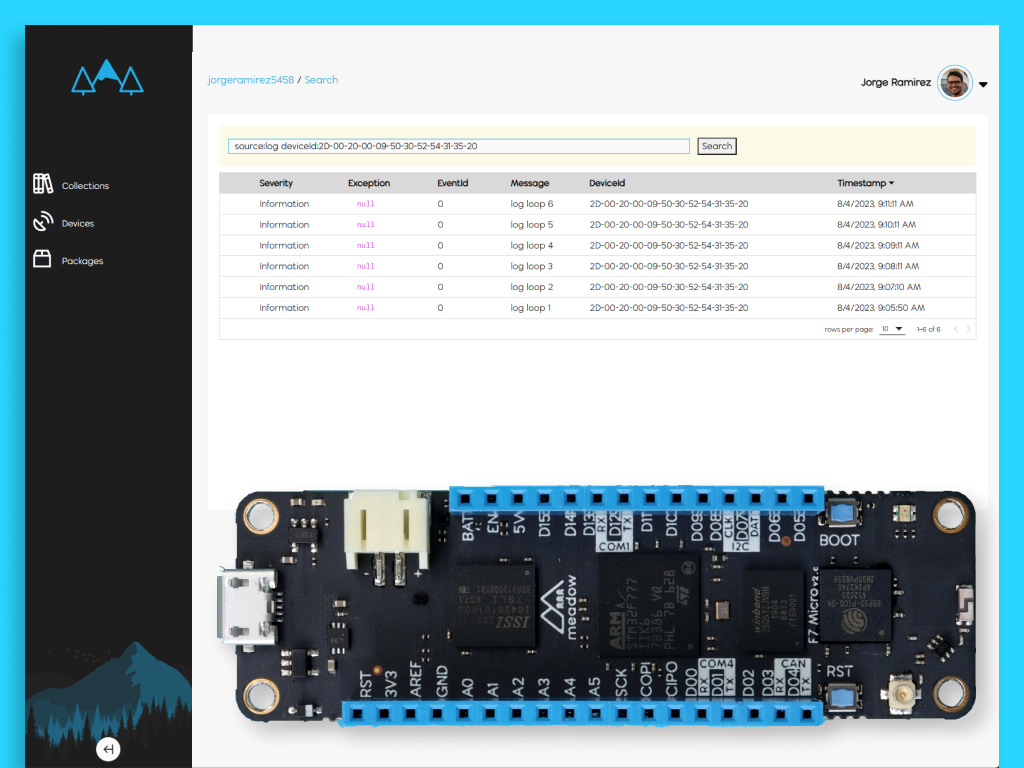 jorgeramirez5458 / Search
Jorge Ramirez
Collections
Devices
Packages
source:log deviceId:2D-00-20-00-09-50-30-52-54-31-35-20
Search
Severity Exception EventId Message DeviceId Timestamp
Information null 0 log loop 6 2D-00-20-00-09-50-30-52-54-31-35-20 8/4/2023, 9:11:11 AM
Information null 0 log loop 5 2D-00-20-00-09-50-30-52-54-31-35-20 8/4/2023, 9:10:11 AM
Information null 0 log loop 4 2D-00-20-00-09-50-30-52-54-31-35-20 8/4/2023, 9:09:11 AM
Information null 0 log loop 3 2D-00-20-00-09-50-30-52-54-31-35-20 8/4/2023, 9:08:11 AM
Information null 0 log loop 2 2D-00-20-00-09-50-30-52-54-31-35-20 8/4/2023, 9:07:10 AM
Information null 0 log loop 1 2D-00-20-00-09-50-30-52-54-31-35-20 8/4/2023, 9:05:50 AM
rows per page: 10 1-6 of 6
BAT 5V D15 D14 D11 D10 D09 D06 D05
RX TX
COM1
I2C
BOOT
- +
ISSI
meadow
ARM
STM32F777
winbond
F7 Micro v2.c
ESP32-PICO-D4
RST
RST 3V3 AREF GND A0 A1 A2 A3 A4 A5 SCK COPI CIPO D00 D01 D02 D03 D04
COM4
RX TX
CAN
RX TX